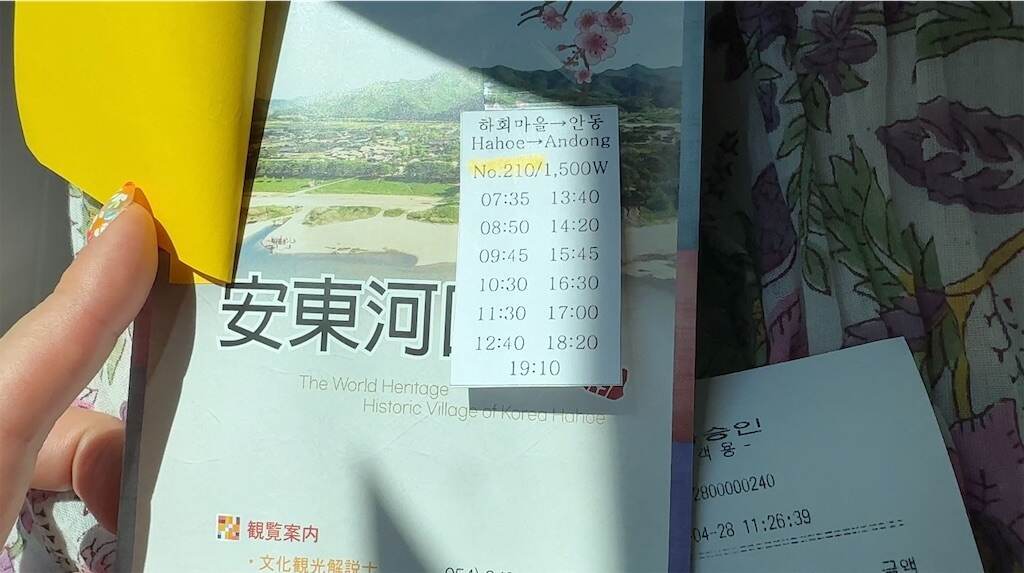 하회마을→안동
Hahoe→Andong
No.210/1,500W
07:35 13:40
08:50 14:20
09:45 15:45
10:30 16:30
11:30 17:00
12:40 18:20
19:10
安東河
The World Heritage
Historic Village of Korea Hahoe
観覧案内
・文化観光解説士
승인
용-
2800000240
04-28 11:26:39
금액